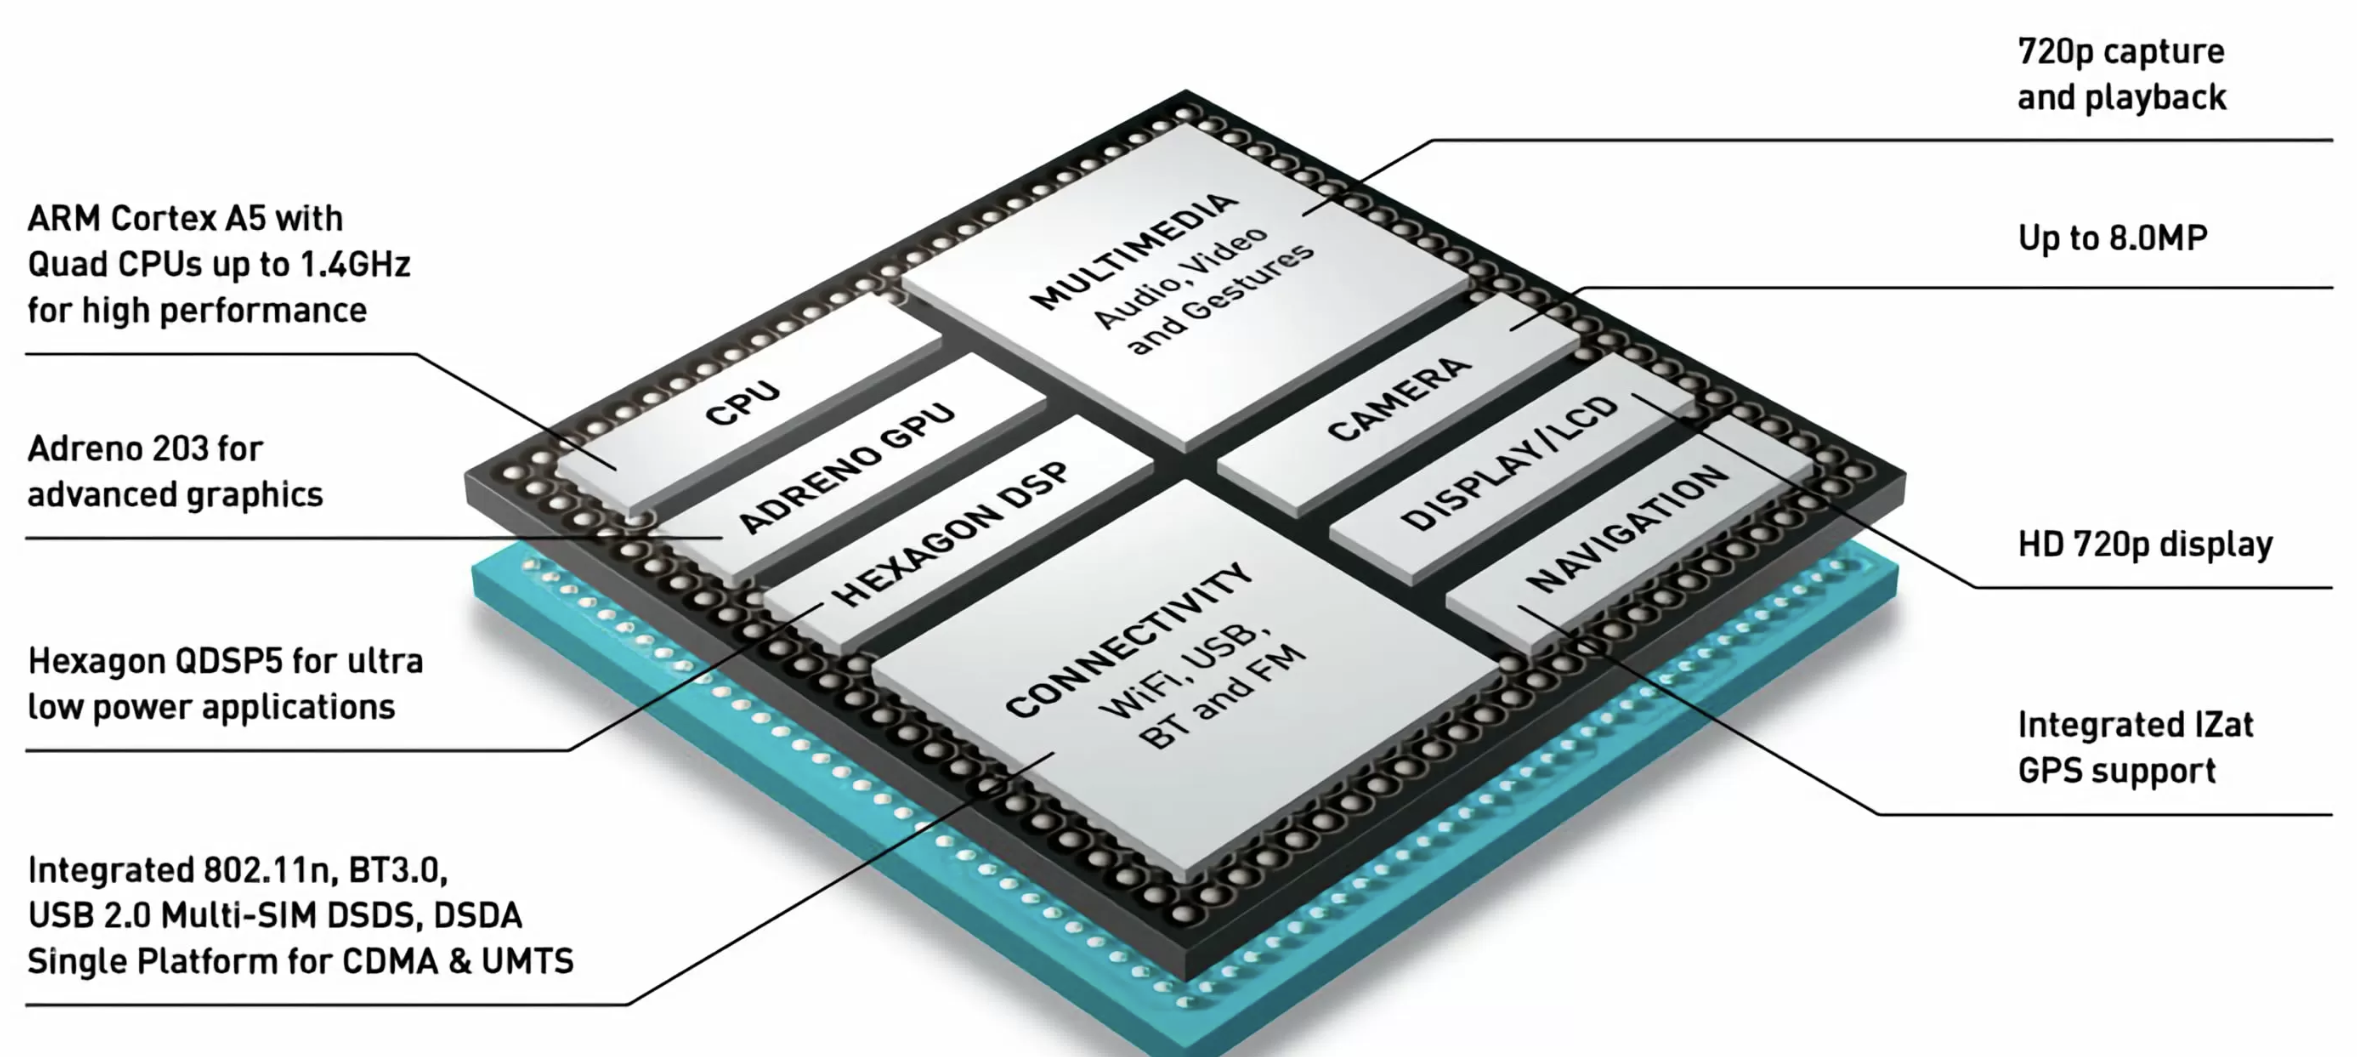 720p capture
and playback
ARM Cortex A5 with
Quad CPUs up to 1.4GHz
for high performance
Up to 8.0MP
Adreno 203 for
advanced graphics
HD 720p display
Hexagon QDSP5 for ultra
low power applications
Integrated IZat
GPS support
Integrated 802.11n, BT3.0,
USB 2.0 Multi-SIM DSDS, DSDA
Single Platform for CDMA & UMTS
MULTIMEDIA
Audio, Video
and Gestures
CPU
ADRENO GPU
HEXAGON DSP
CAMERA
DISPLAY/LCD
NAVIGATION
CONNECTIVITY
WiFi, USB,
BT and FM